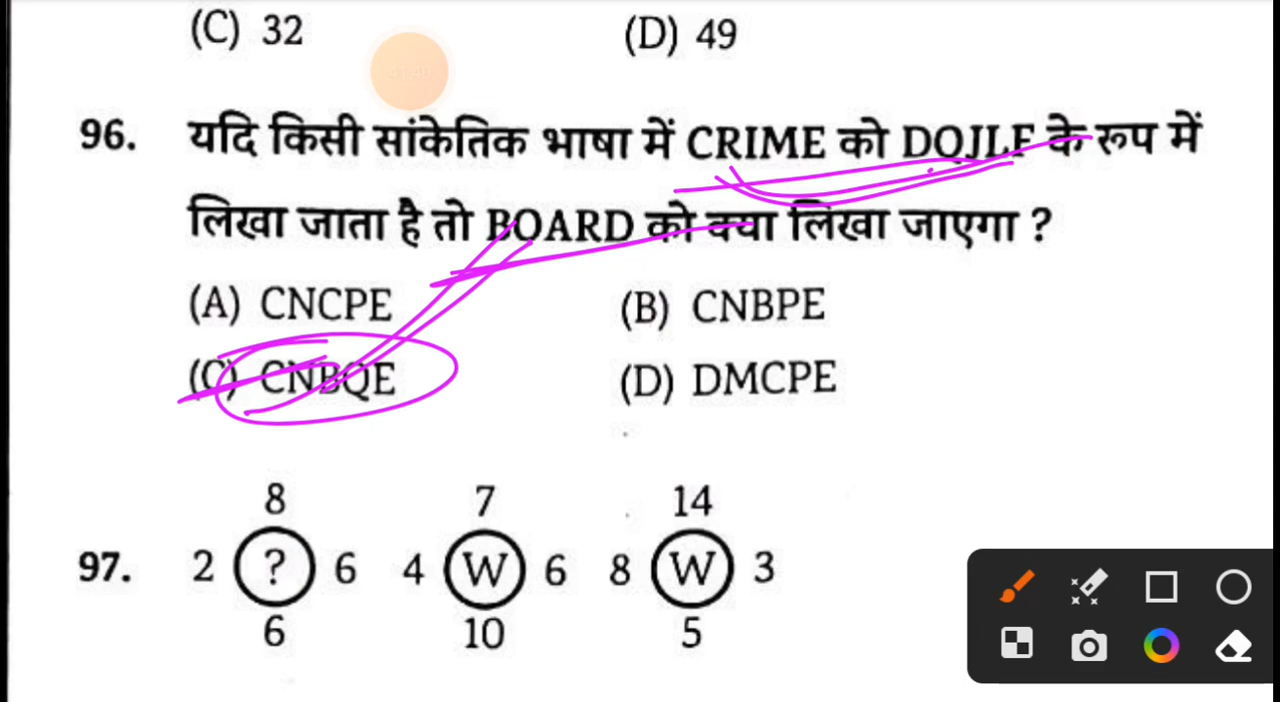 (C) 32 (D) 49
96. यदि किसी सांकेतिक भाषा में CRIME को DQJLF के रूप में
लिखा जाता है तो BOARD को क्या लिखा जाएगा ?
(A) CNCPE (B) CNBPE
(C) CNBQE (D) DMCPE
8 7 14
97. 2 ? 6 4 W 6 8 W 3
6 10 5